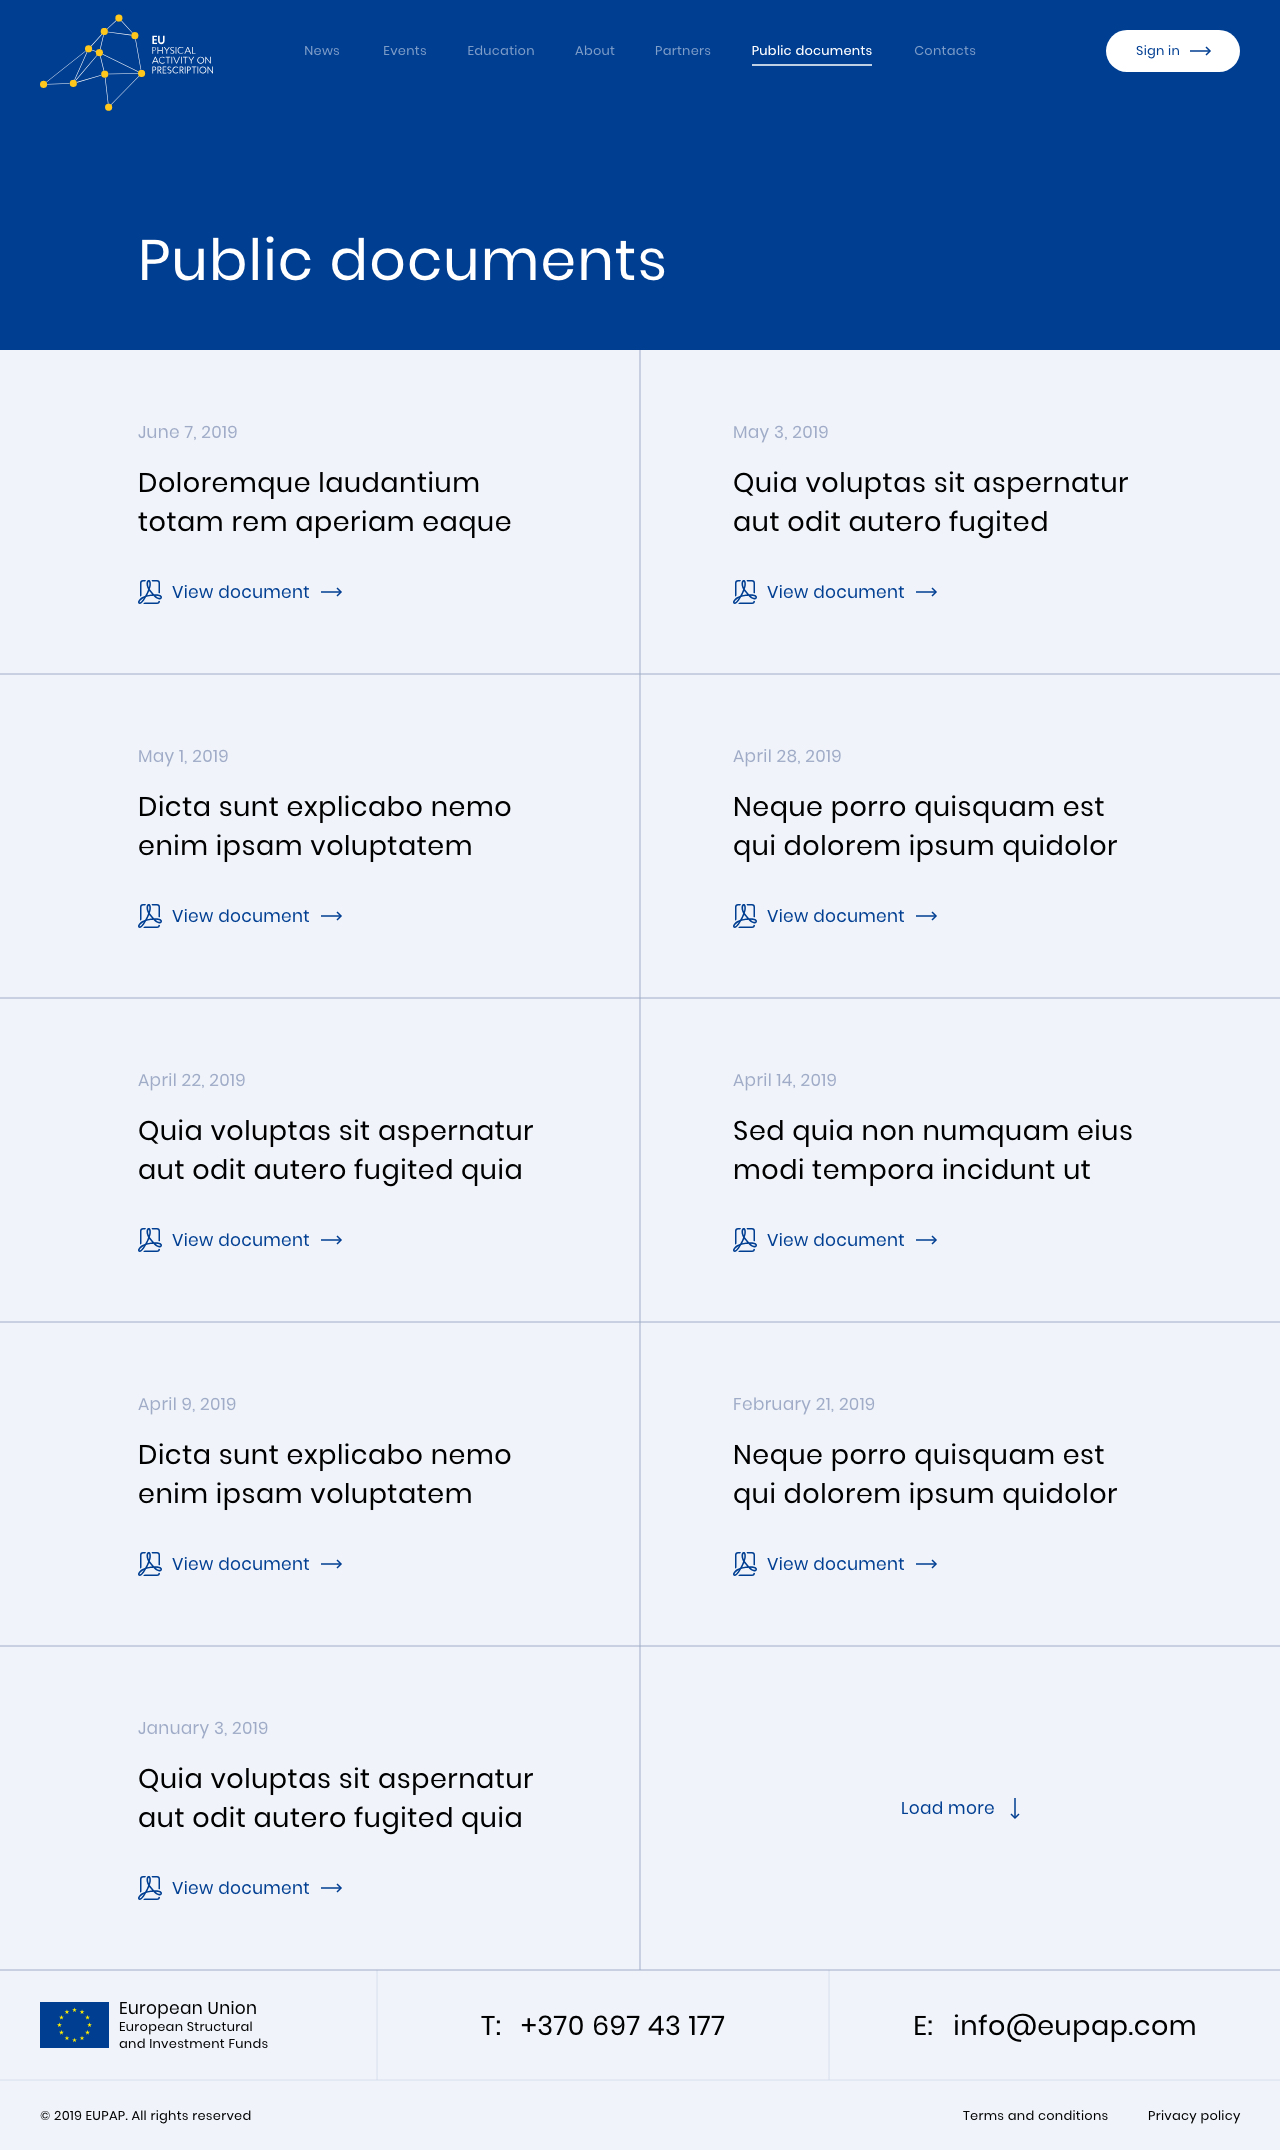 EU
PHYSICAL
ACTIVITY ON
PRESCRIPTION
News
Events
Education
About
Partners
Public documents
Contacts
Sign in
Public documents
June 7, 2019
Doloremque laudantium
totam rem aperiam eaque
View document
May 3, 2019
Quia voluptas sit aspernatur
aut odit autero fugited
View document
May 1, 2019
Dicta sunt explicabo nemo
enim ipsam voluptatem
View document
April 28, 2019
Neque porro quisquam est
qui dolorem ipsum quidolor
View document
April 22, 2019
Quia voluptas sit aspernatur
aut odit autero fugited quia
View document
April 14, 2019
Sed quia non numquam eius
modi tempora incidunt ut
View document
April 9, 2019
Dicta sunt explicabo nemo
enim ipsam voluptatem
View document
February 21, 2019
Neque porro quisquam est
qui dolorem ipsum quidolor
View document
January 3, 2019
Quia voluptas sit aspernatur
aut odit autero fugited quia
View document
Load more
European Union
European Structural
and Investment Funds
T: +370 697 43 177
E: info@eupap.com
© 2019 EUPAP. All rights reserved
Terms and conditions
Privacy policy